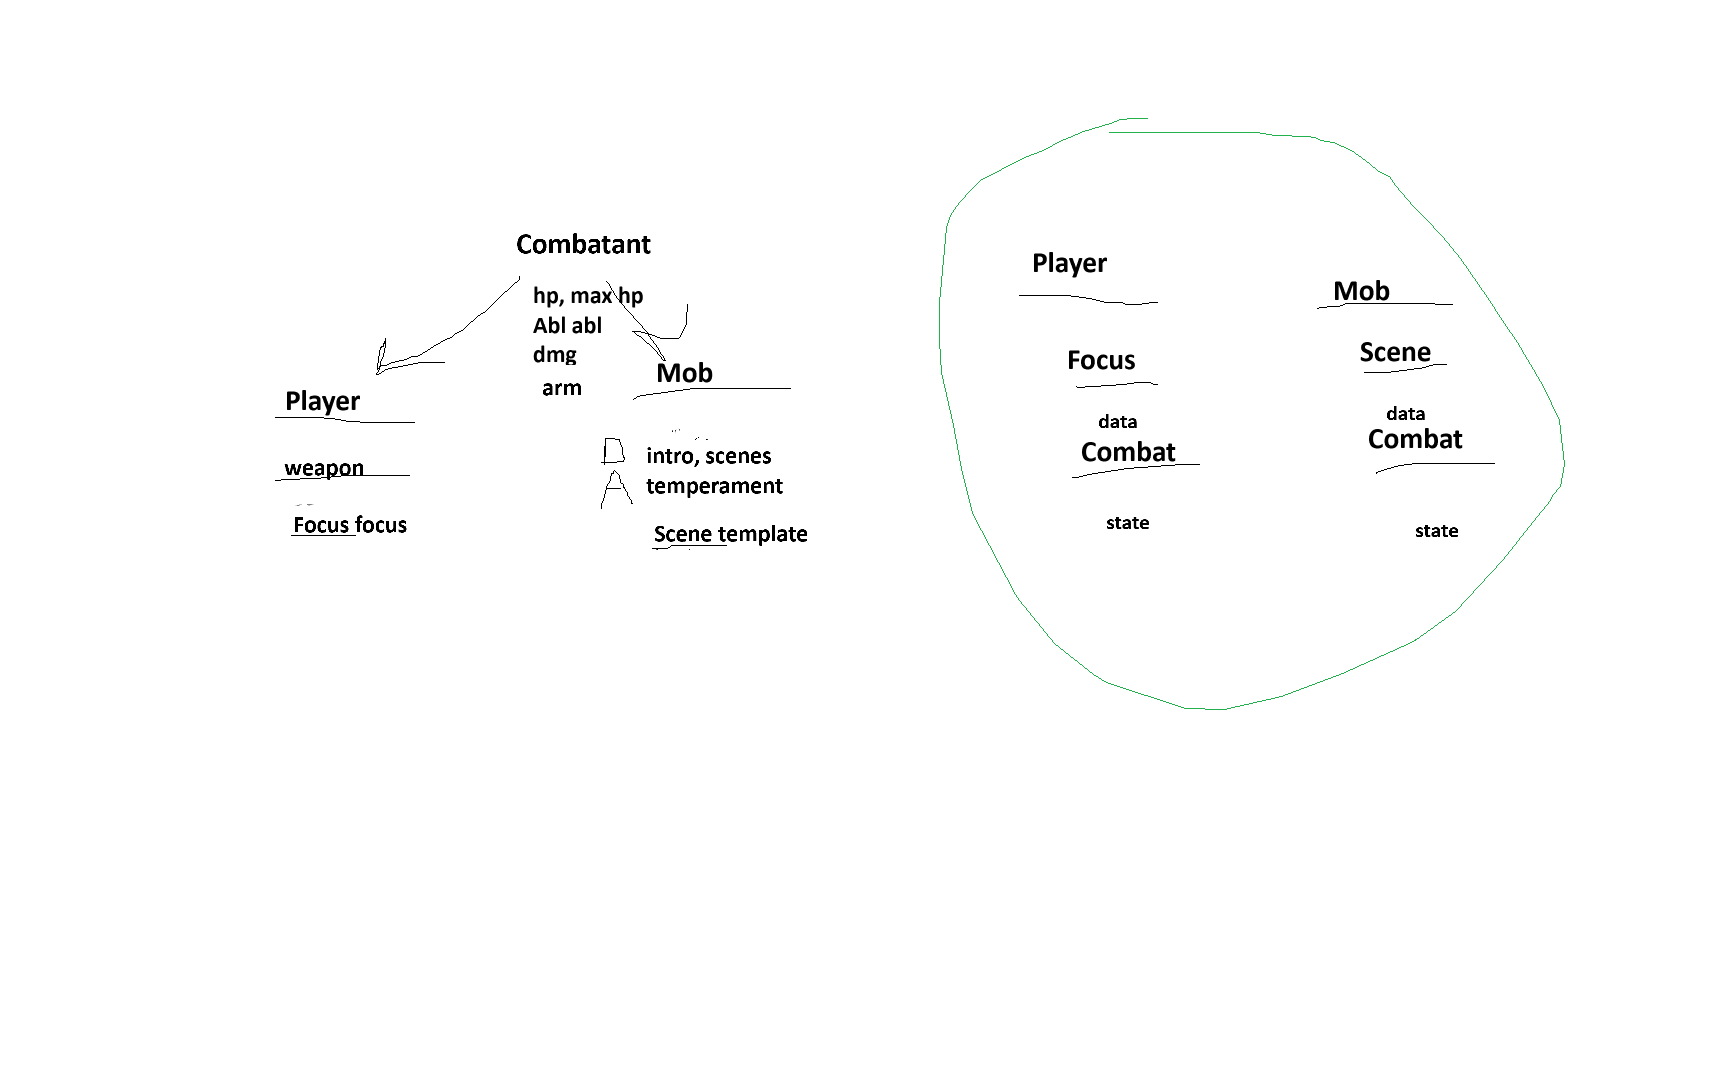 Combatant
hp, max hp
Abl abl
dmg
arm
Player
weapon
Focus focus
Mob
D intro, scenes
A temperament
Scene template
Player
Focus
data
Combat
state
Mob
Scene
data
Combat
state